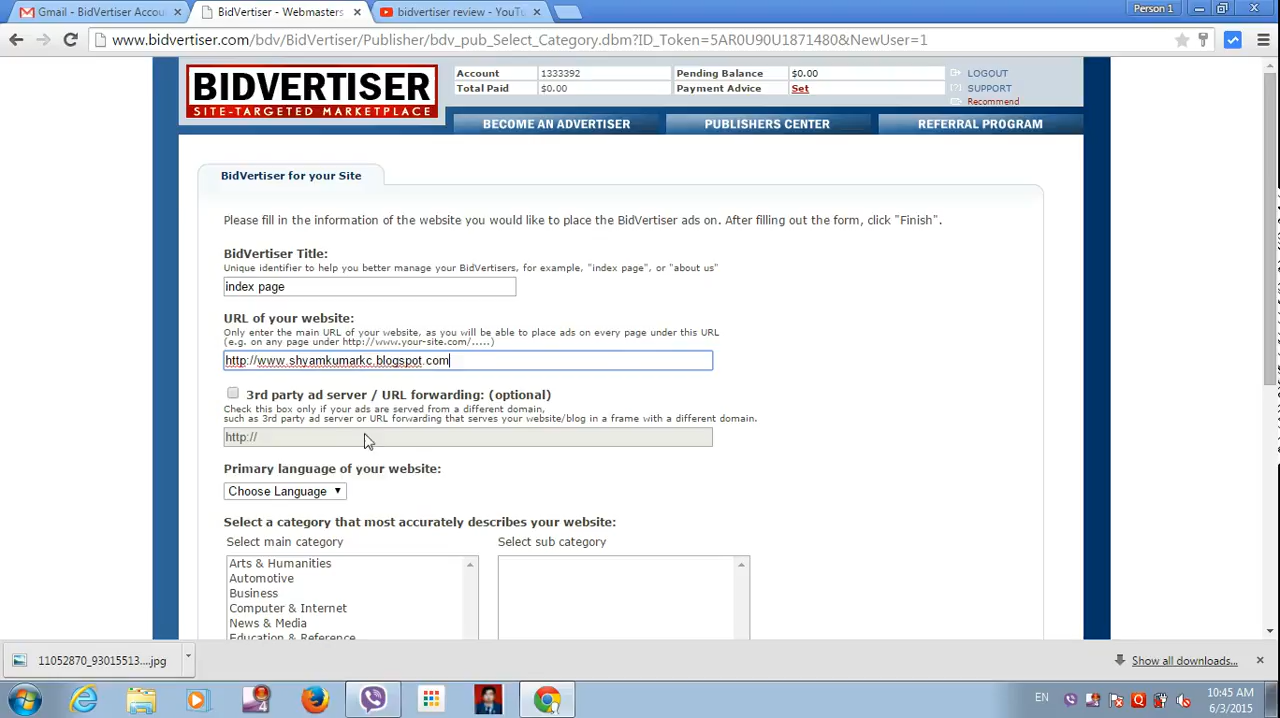 Gmail - BidVertiser Accou
BidVertiser - Webmasters
bidvertiser review - YouTu
Person 1
www.bidvertiser.com/bdv/BidVertiser/Publisher/bdv_pub_Select_Category.dbm?ID_Token=5AR0U90U1871480&NewUser=1
BIDVERTISER
SITE-TARGETED MARKETPLACE
Account 1333392 Pending Balance $0.00
Total Paid $0.00 Payment Advice Set
LOGOUT
SUPPORT
Recommend
BECOME AN ADVERTISER PUBLISHERS CENTER REFERRAL PROGRAM
BidVertiser for your Site
Please fill in the information of the website you would like to place the BidVertiser ads on. After filling out the form, click "Finish".
BidVertiser Title:
Unique identifier to help you better manage your BidVertisers, for example, "index page", or "about us"
index page
URL of your website:
Only enter the main URL of your website, as you will be able to place ads on every page under this URL
(e.g. on any page under http://www.your-site.com/.....)
http://www.shyamkumarkc.blogspot.com
3rd party ad server / URL forwarding: (optional)
Check this box only if your ads are served from a different domain,
such as 3rd party ad server or URL forwarding that serves your website/blog in a frame with a different domain.
http://
Primary language of your website:
Choose Language
Select a category that most accurately describes your website:
Select main category Select sub category
Arts & Humanities
Automotive
Business
Computer & Internet
News & Media
Education & Reference
11052870_93015513....jpg
Show all downloads...
4
EN
10:45 AM
6/3/2015